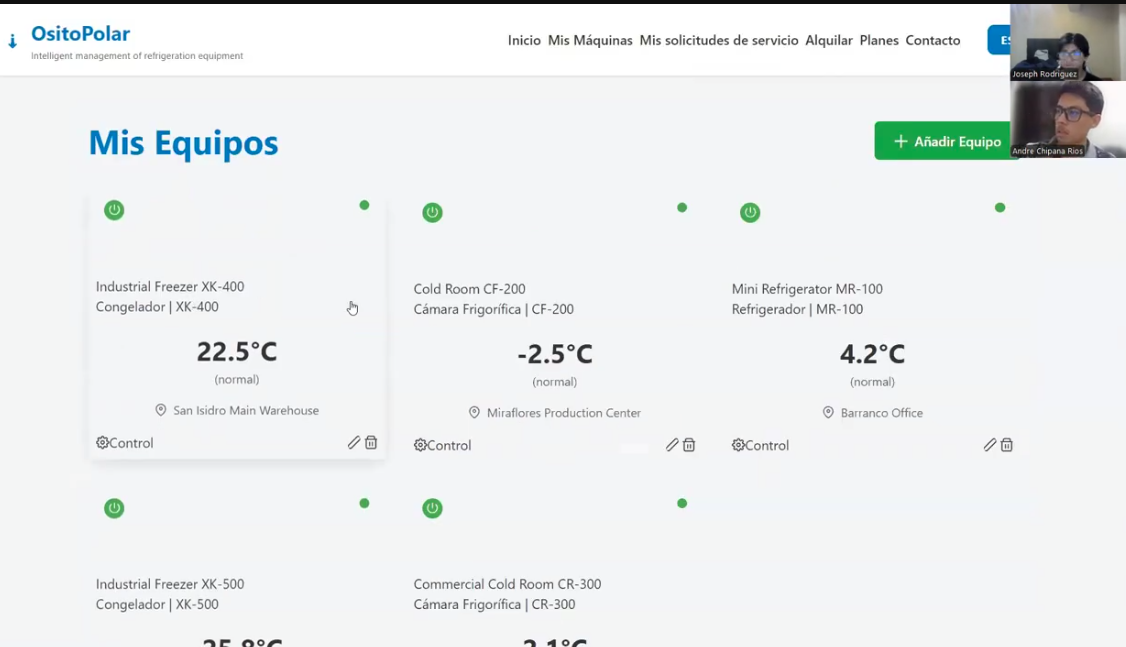 OsitoPolar
Intelligent management of refrigeration equipment
Inicio Mis Máquinas Mis solicitudes de servicio Alquilar Planes Contacto
ES
Joseph Rodriguez
Andre Chipana Rios
Mis Equipos
+ Añadir Equipo
Industrial Freezer XK-400
Congelador | XK-400
22.5°C
(normal)
San Isidro Main Warehouse
Control
Cold Room CF-200
Cámara Frigorífica | CF-200
-2.5°C
(normal)
Miraflores Production Center
Control
Mini Refrigerator MR-100
Refrigerador | MR-100
4.2°C
(normal)
Barranco Office
Control
Industrial Freezer XK-500
Congelador | XK-500
Commercial Cold Room CR-300
Cámara Frigorífica | CR-300